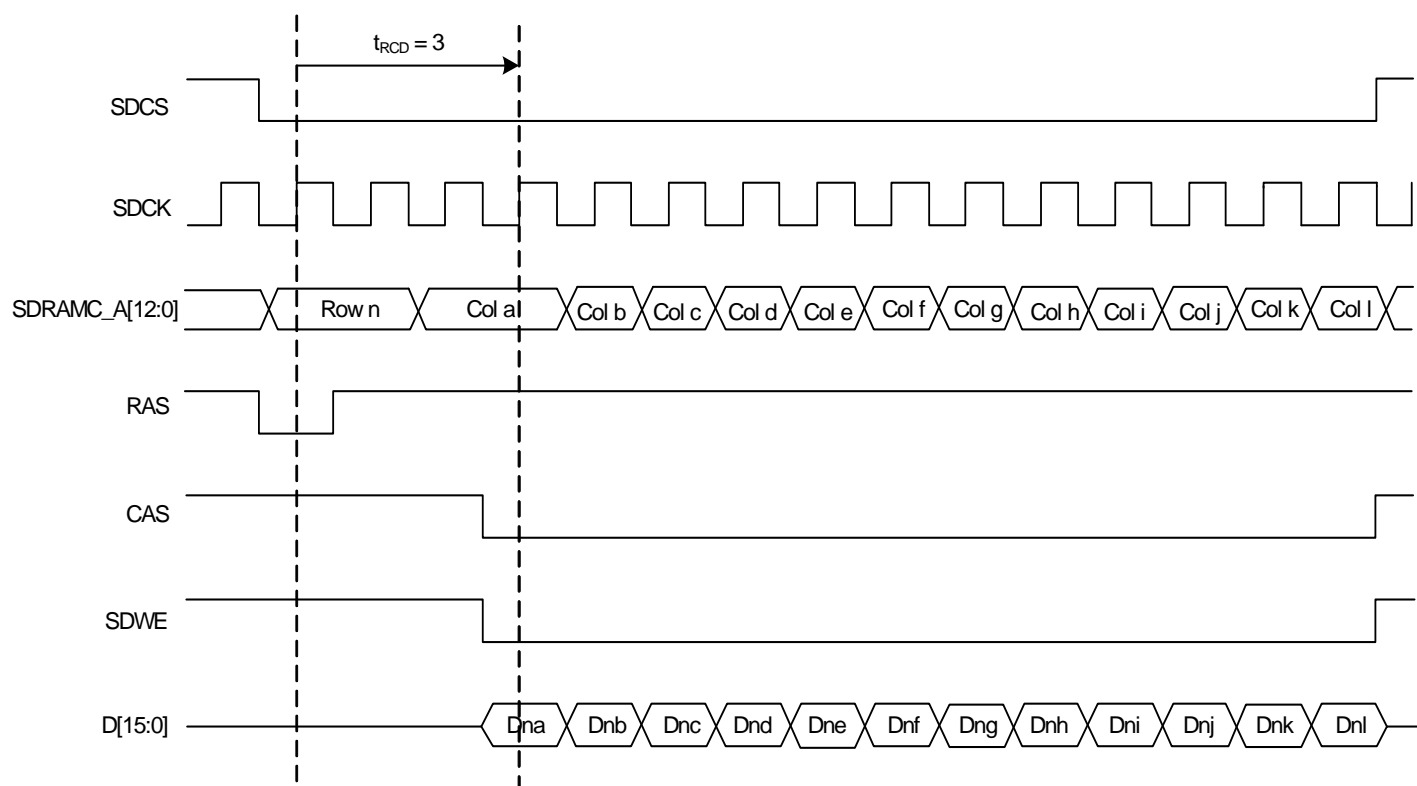 tRCD = 3
SDCS
SDCK
SDRAMC_A[12:0] Row n Col a Col b Col c Col d Col e Col f Col g Col h Col i Col j Col k Col l
RAS
CAS
SDWE
D[15:0] Dna Dnb Dnc Dnd Dne Dnf Dng Dnh Dni Dnj Dnk Dnl